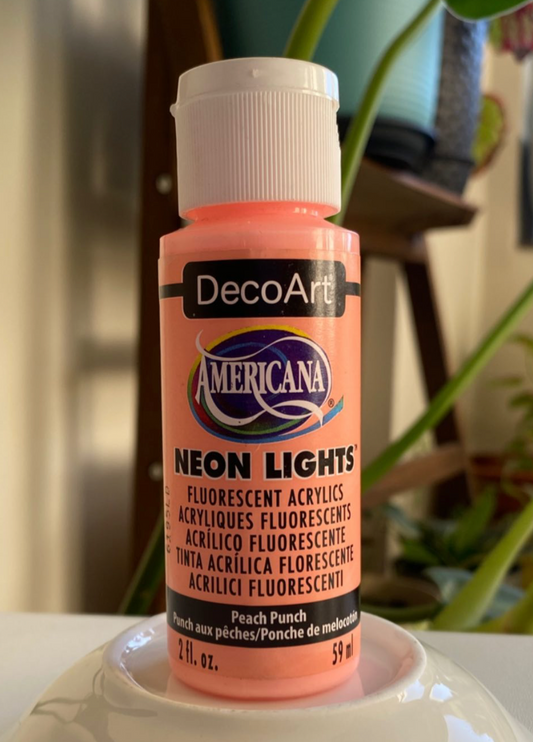 DecoArt®
AMERICANA®
NEON LIGHTS™
FLUORESCENT ACRYLICS
ACRYLIQUES FLUORESCENTS
ACRÍLICO FLUORESCENTE
TINTA ACRÍLICA FLORESCENTE
ACRILICI FLUORESCENTI
Peach Punch
Punch aux pêches/Ponche de melocotón
2 fl. oz. 59 ml